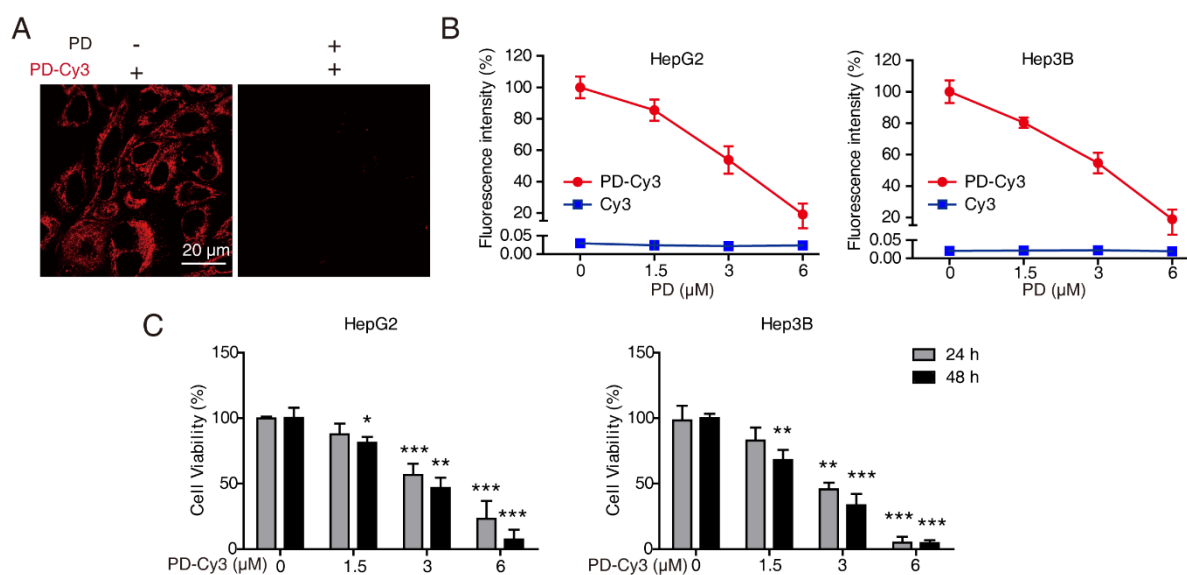 A
PD - +
PD-Cy3 + +
20 µm
B
HepG2
Fluorescence intensity (%)
120
100
80
60
40
20
0.05
0.00
PD-Cy3
Cy3
0 1.5 3 6
PD (µM)
Hep3B
Fluorescence intensity (%)
120
100
80
60
40
20
0.05
0.00
PD-Cy3
Cy3
0 1.5 3 6
PD (µM)
C
HepG2
Cell Viability (%)
150
100
50
0
*
*** **
*** ***
PD-Cy3 (µM) 0 1.5 3 6
Hep3B
Cell Viability (%)
150
100
50
0
**
** ***
*** ***
PD-Cy3 (µM) 0 1.5 3 6
24 h
48 h